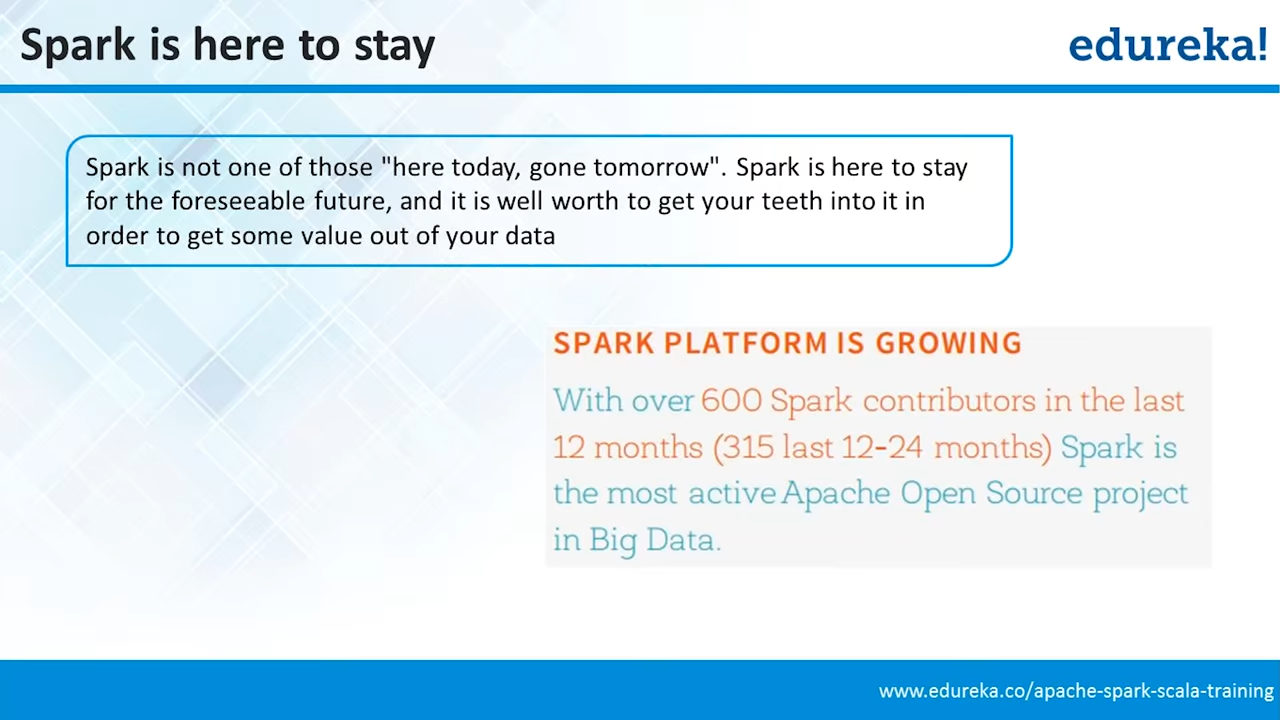 Spark is here to stay
edureka!
Spark is not one of those "here today, gone tomorrow". Spark is here to stay
for the foreseeable future, and it is well worth to get your teeth into it in
order to get some value out of your data
SPARK PLATFORM IS GROWING
With over 600 Spark contributors in the last
12 months (315 last 12-24 months) Spark is
the most active Apache Open Source project
in Big Data.
www.edureka.co/apache-spark-scala-training